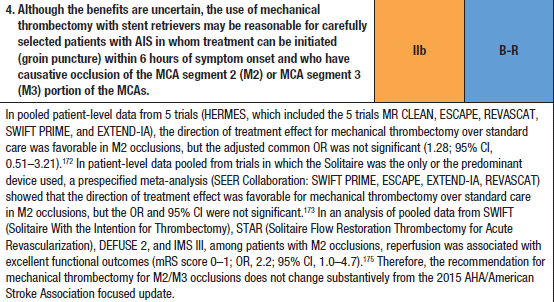 4. Although the benefits are uncertain, the use of mechanical
thrombectomy with stent retrievers may be reasonable for carefully
selected patients with AIS in whom treatment can be initiated
(groin puncture) within 6 hours of symptom onset and who have
causative occlusion of the MCA segment 2 (M2) or MCA segment 3
(M3) portion of the MCAs.
IIb
B-R
In pooled patient-level data from 5 trials (HERMES, which included the 5 trials MR CLEAN, ESCAPE, REVASCAT,
SWIFT PRIME, and EXTEND-IA), the direction of treatment effect for mechanical thrombectomy over standard
care was favorable in M2 occlusions, but the adjusted common OR was not significant (1.28; 95% CI,
0.51–3.21).172 In patient-level data pooled from trials in which the Solitaire was the only or the predominant
device used, a prespecified meta-analysis (SEER Collaboration: SWIFT PRIME, ESCAPE, EXTEND-IA, REVASCAT)
showed that the direction of treatment effect was favorable for mechanical thrombectomy over standard care
in M2 occlusions, but the OR and 95% CI were not significant.173 In an analysis of pooled data from SWIFT
(Solitaire With the Intention for Thrombectomy), STAR (Solitaire Flow Restoration Thrombectomy for Acute
Revascularization), DEFUSE 2, and IMS III, among patients with M2 occlusions, reperfusion was associated with
excellent functional outcomes (mRS score 0–1; OR, 2.2; 95% CI, 1.0–4.7).175 Therefore, the recommendation for
mechanical thrombectomy for M2/M3 occlusions does not change substantively from the 2015 AHA/American
Stroke Association focused update.